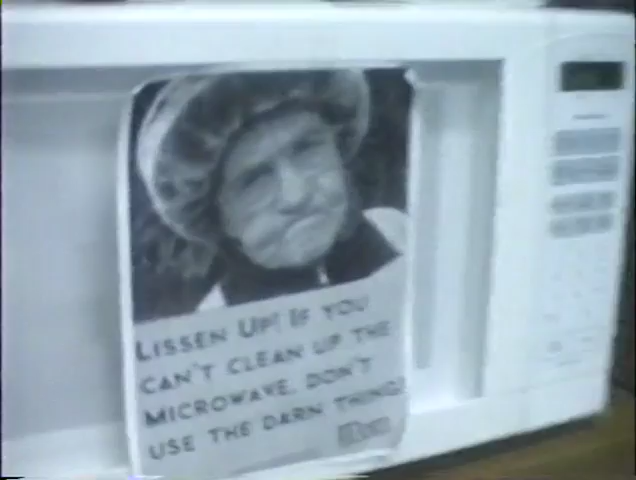 LISSEN UP! IF YOU
CAN'T CLEAN UP THE
MICROWAVE, DON'T
USE THE DARN THING!